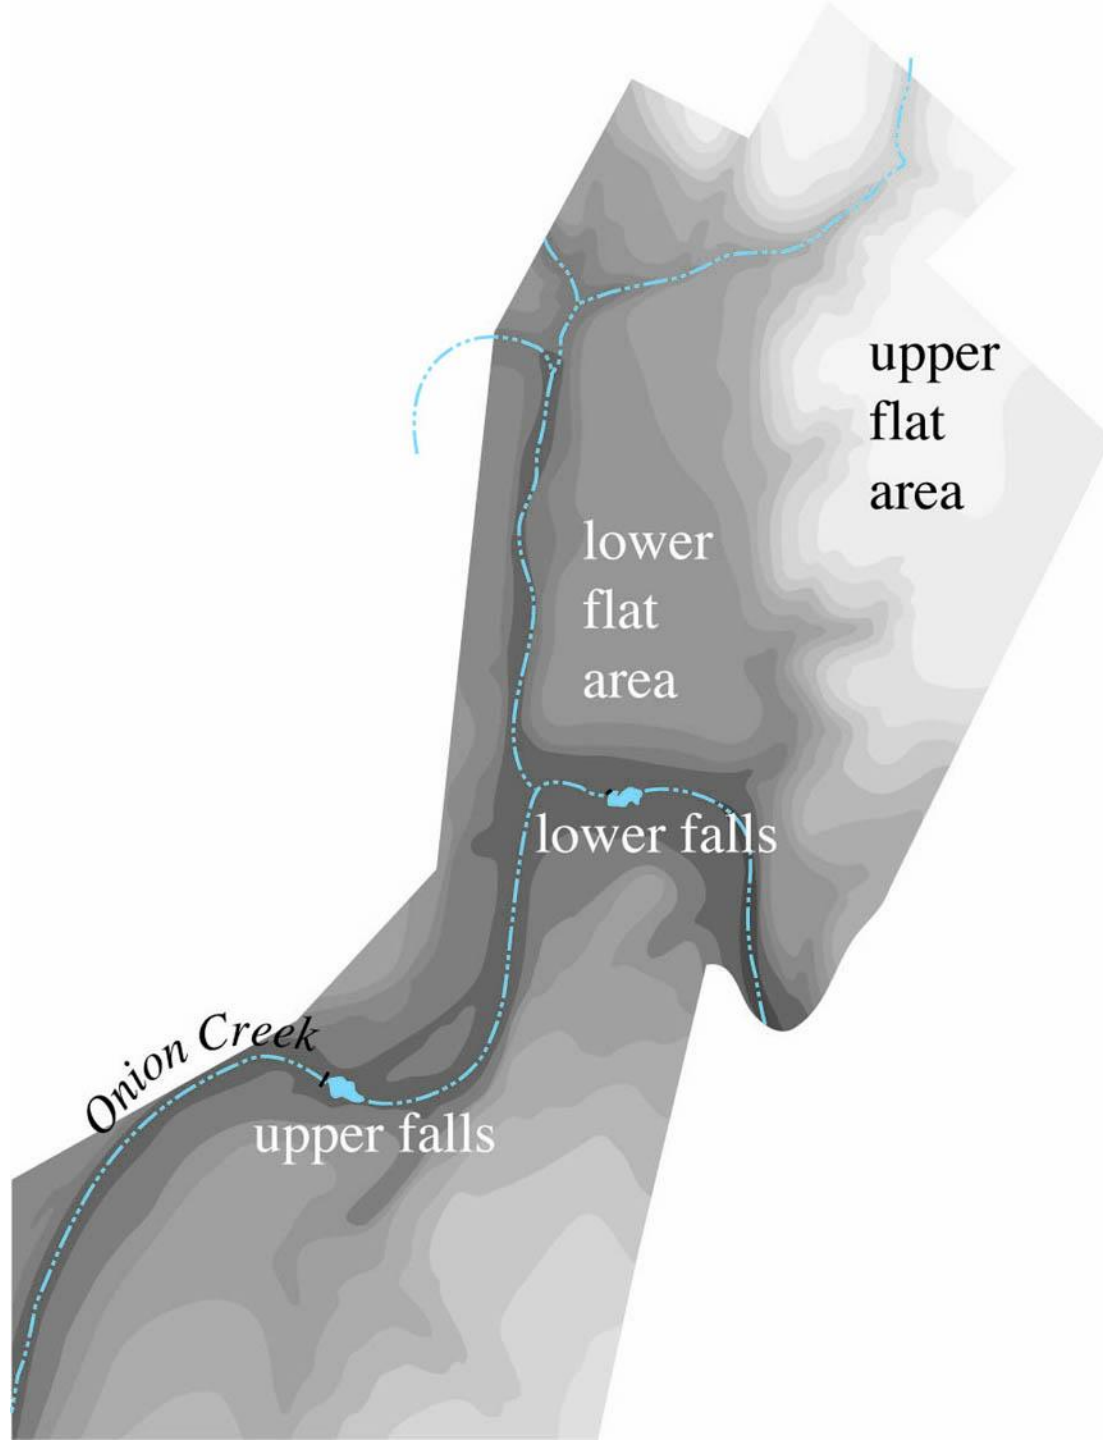 upper
flat
area
lower
flat
area
lower falls
Onion Creek
upper falls